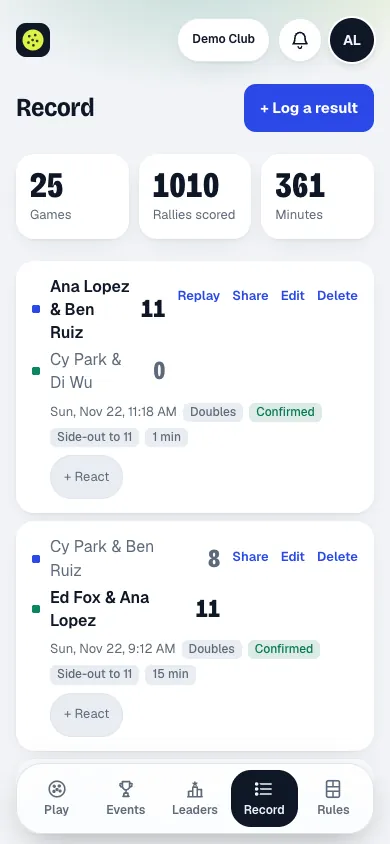 Demo Club
AL
Record
+ Log a result
25
Games
1010
Rallies scored
361
Minutes
Ana Lopez
& Ben
Ruiz
11
Replay Share Edit Delete
Cy Park &
Di Wu
0
Sun, Nov 22, 11:18 AM Doubles Confirmed
Side-out to 11 1 min
+ React
Cy Park & Ben
Ruiz
8
Share Edit Delete
Ed Fox & Ana
Lopez
11
Sun, Nov 22, 9:12 AM Doubles Confirmed
Side-out to 11 15 min
+ React
Play Events Leaders Record Rules